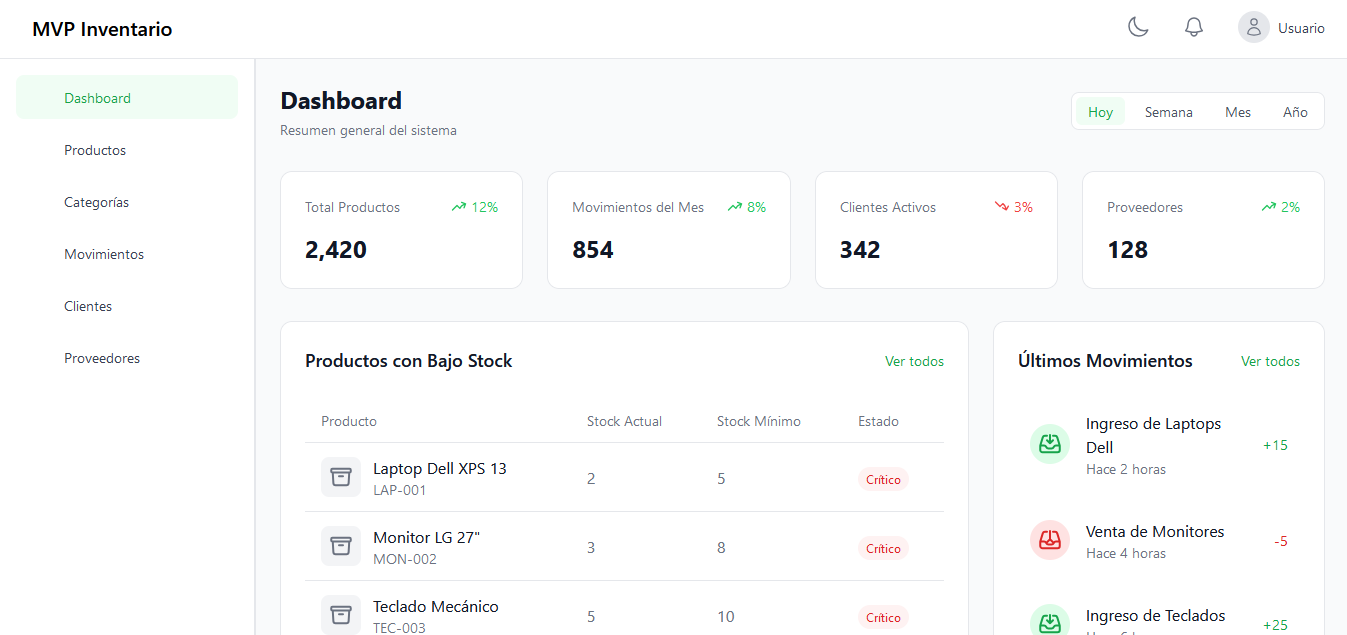 MVP Inventario
Usuario
Dashboard
Productos
Categorías
Movimientos
Clientes
Proveedores
Dashboard
Resumen general del sistema
Hoy Semana Mes Año
Total Productos 12%
2,420
Movimientos del Mes 8%
854
Clientes Activos 3%
342
Proveedores 2%
128
Productos con Bajo Stock Ver todos
Producto Stock Actual Stock Mínimo Estado
Laptop Dell XPS 13
LAP-001
2 5 Crítico
Monitor LG 27"
MON-002
3 8 Crítico
Teclado Mecánico
TEC-003
5 10 Crítico
Últimos Movimientos Ver todos
Ingreso de Laptops
Dell
Hace 2 horas
+15
Venta de Monitores
Hace 4 horas
-5
Ingreso de Teclados
+25